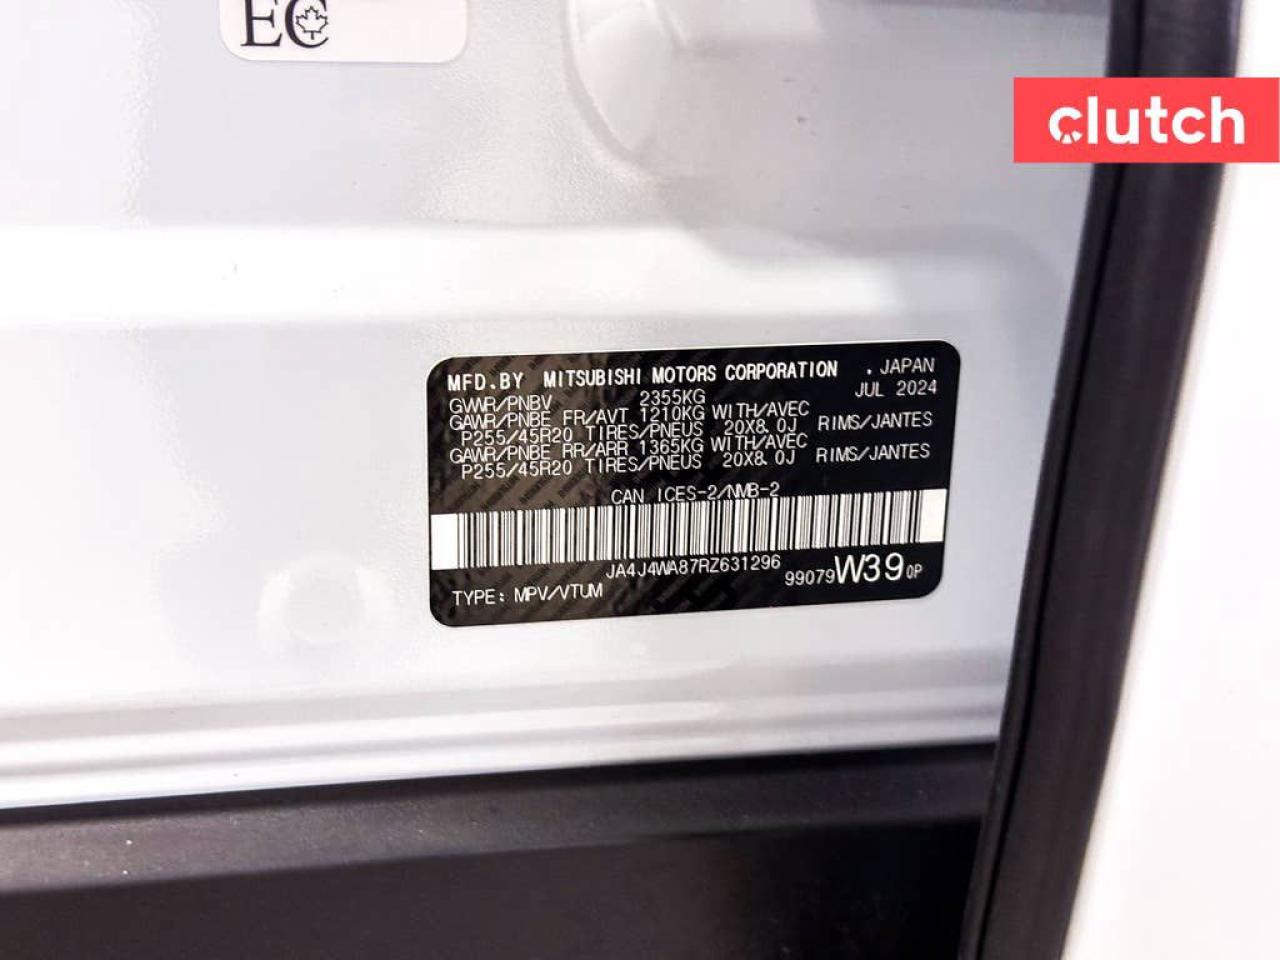 EC
clutch
MFD.BY MITSUBISHI MOTORS CORPORATION , JAPAN
GWWR/PNBV 2355KG JUL 2024
GAWR/PNBE FR/AVT 1210KG WITH/AVEC
P255/45R20 TIRES/PNEUS 20X8.0J RIMS/JANTES
GAWR/PNBE RR/ARR 1365KG WITH/AVEC
P255/45R20 TIRES/PNEUS 20X8.0J RIMS/JANTES
CAN ICES-2/NMB-2
JA4J4WA87RZ631296
TYPE: MPV/VTUM 99079 W39 0P